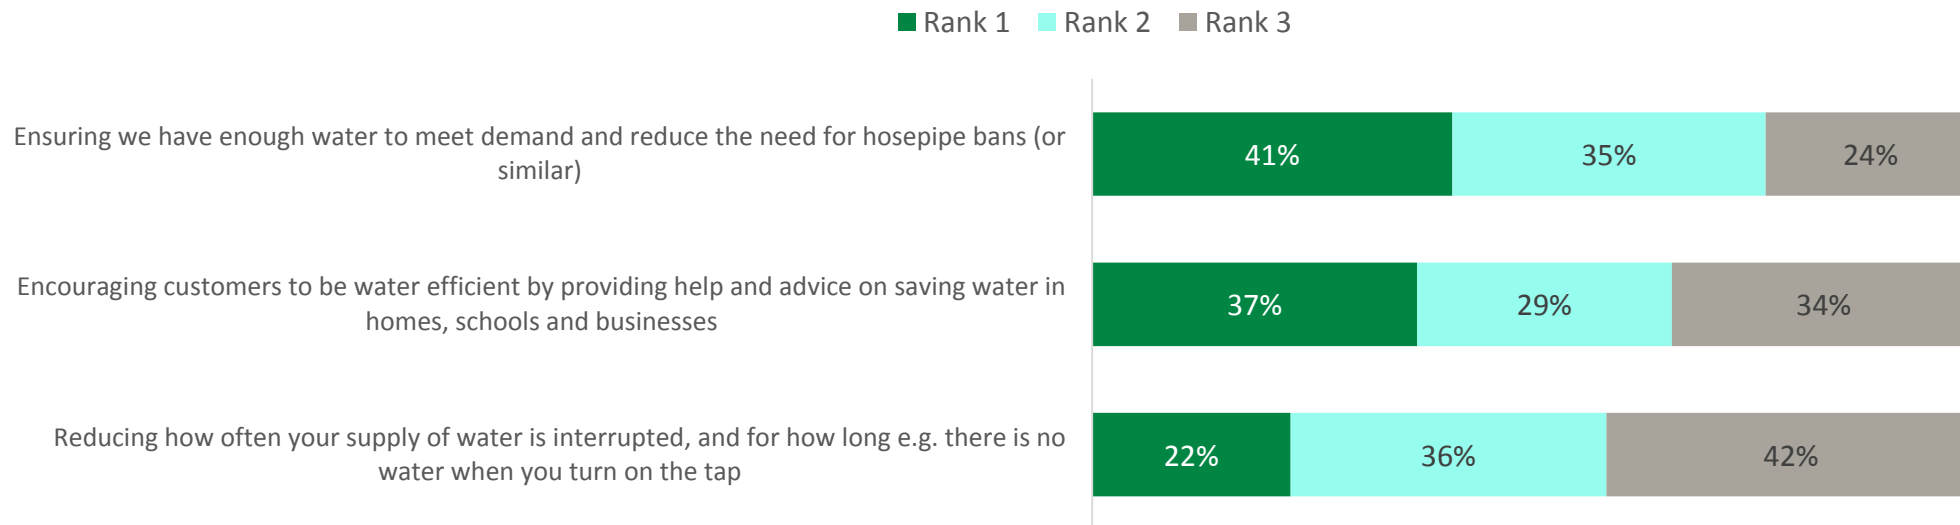 Rank 1 Rank 2 Rank 3
Ensuring we have enough water to meet demand and reduce the need for hosepipe bans (or
similar)
41% 35% 24%
Encouraging customers to be water efficient by providing help and advice on saving water in
homes, schools and businesses
37% 29% 34%
Reducing how often your supply of water is interrupted, and for how long e.g. there is no
water when you turn on the tap
22% 36% 42%